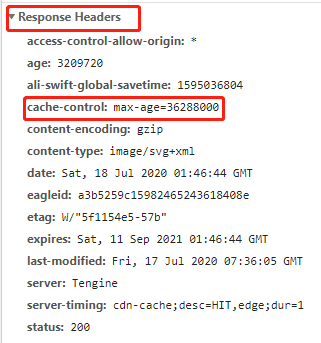 Response Headers
access-control-allow-origin: *
age: 3209720
ali-swift-global-savetime: 1595036804
cache-control: max-age=36288000
content-encoding: gzip
content-type: image/svg+xml
date: Sat, 18 Jul 2020 01:46:44 GMT
eagleid: a3b5259c15982465243618408e
etag: W/"5f1154e5-57b"
expires: Sat, 11 Sep 2021 01:46:44 GMT
last-modified: Fri, 17 Jul 2020 07:36:05 GMT
server: Tengine
server-timing: cdn-cache;desc=HIT,edge;dur=1
status: 200